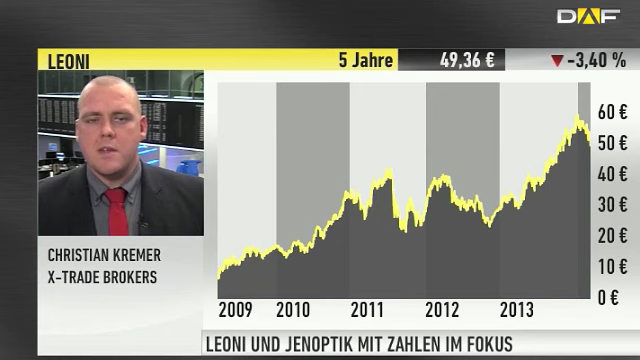 DAF
LEONI 5 Jahre 49,36 € -3,40 %
60 €
50 €
40 €
30 €
20 €
10 €
0 €
2009 2010 2011 2012 2013
CHRISTIAN KREMER
X-TRADE BROKERS
LEONI UND JENOPTIK MIT ZAHLEN IM FOKUS